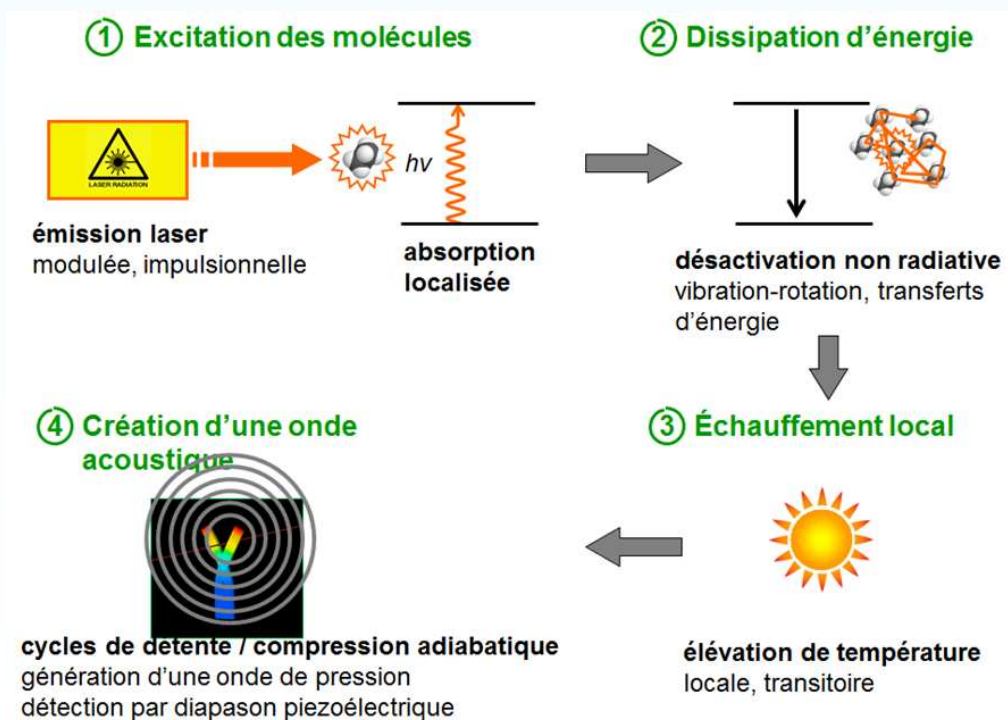 1 Excitation des molécules
LASER RADIATION
hν
émission laser
modulée, impulsionnelle
absorption
localisée
2 Dissipation d’énergie
désactivation non radiative
vibration-rotation, transferts
d’énergie
3 Échauffement local
élévation de température
locale, transitoire
4 Création d’une onde
acoustique
cycles de détente / compression adiabatique
génération d’une onde de pression
détection par diapason piezoélectrique